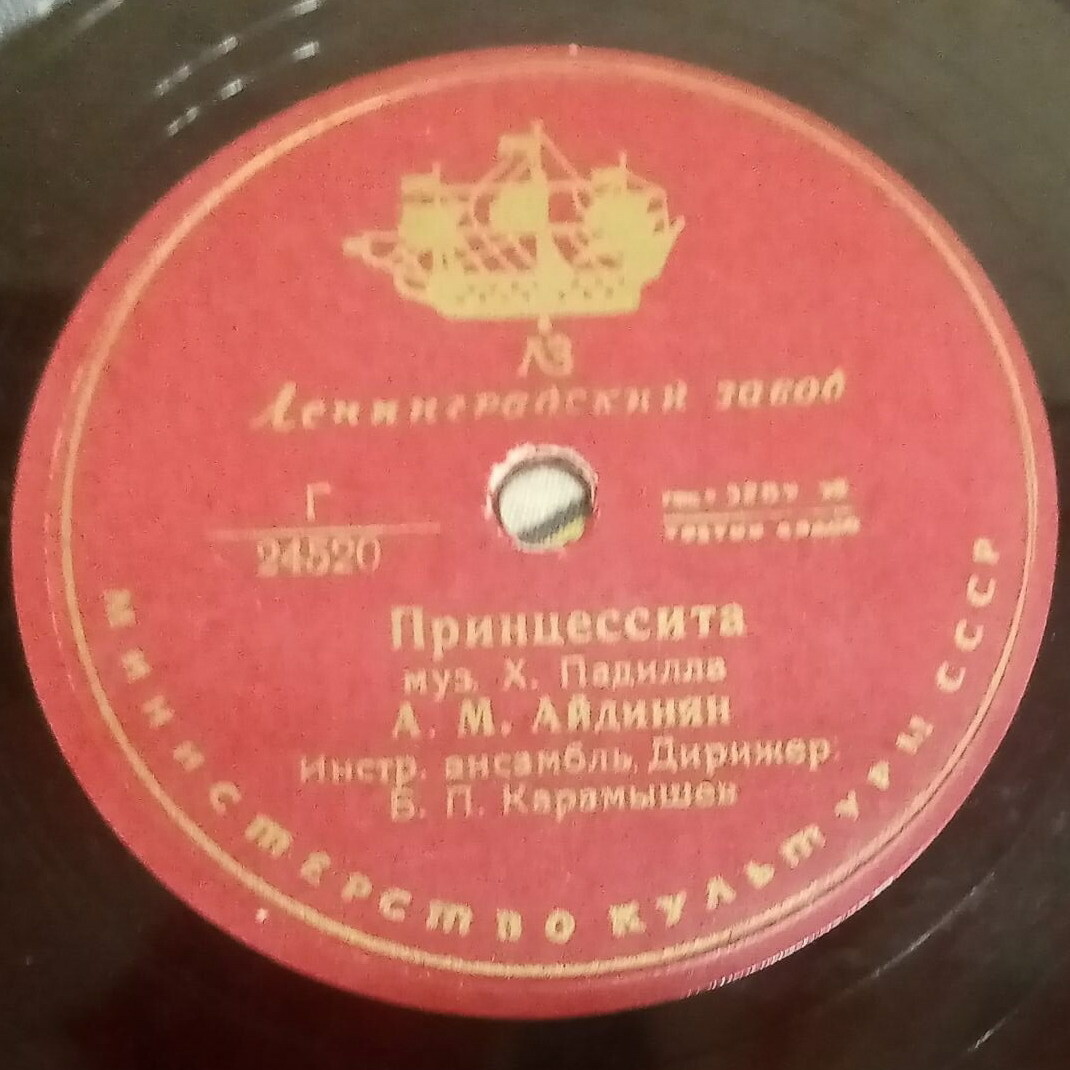 ЛЗ
Ленинградский завод
Г
24520
Принцессита
муз. Х. Падилла
А. М. Айдинян
Инстр. ансамбль, Дирижер
Б. П. Карамышев
Министерство культуры СССР